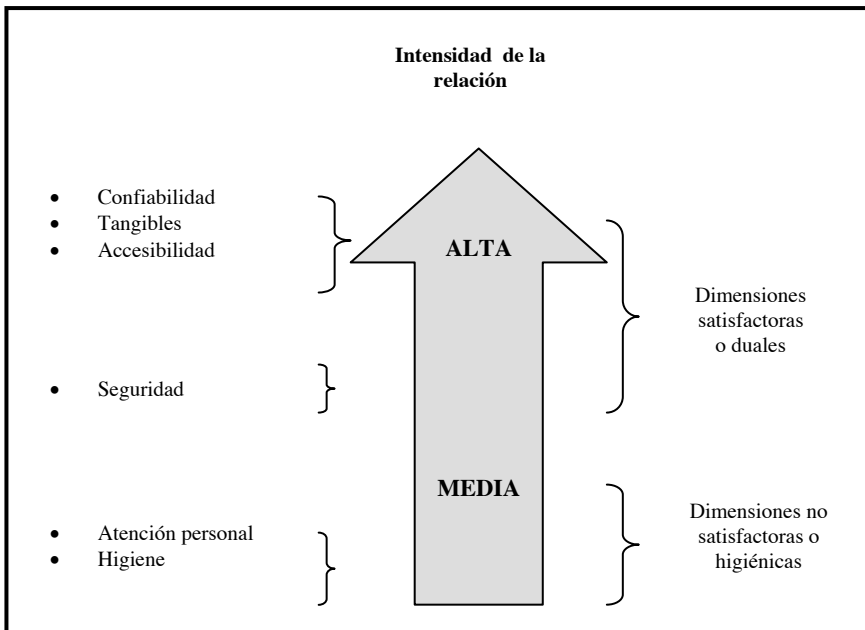 Intensidad de la
relación
• Confiabilidad
• Tangibles
• Accesibilidad
ALTA
Dimensiones
satisfactoras
o duales
• Seguridad
MEDIA
Dimensiones no
satisfactoras o
higiénicas
• Atención personal
• Higiene